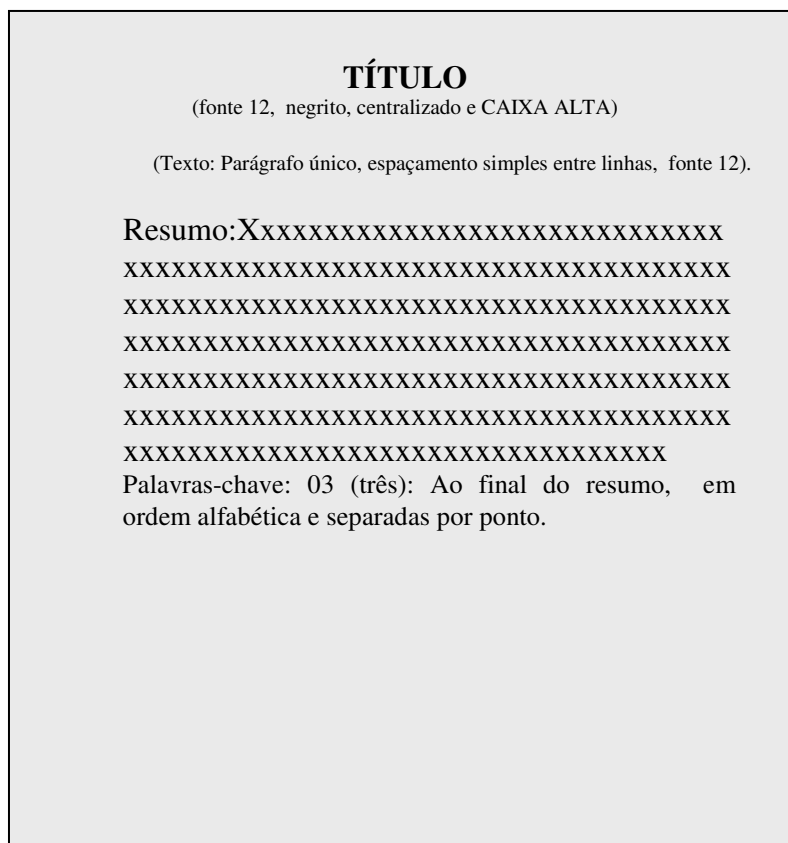 TÍTULO
(fonte 12, negrito, centralizado e CAIXA ALTA)
(Texto: Parágrafo único, espaçamento simples entre linhas, fonte 12).
Resumo:Xxxxxxxxxxxxxxxxxxxxxxxxxxxxxx
xxxxxxxxxxxxxxxxxxxxxxxxxxxxxxxxxxxxxx
xxxxxxxxxxxxxxxxxxxxxxxxxxxxxxxxxxxxxx
xxxxxxxxxxxxxxxxxxxxxxxxxxxxxxxxxxxxxx
xxxxxxxxxxxxxxxxxxxxxxxxxxxxxxxxxxxxxx
xxxxxxxxxxxxxxxxxxxxxxxxxxxxxxxxxxxxxx
xxxxxxxxxxxxxxxxxxxxxxxxxxxxxxxxxx
Palavras-chave: 03 (três): Ao final do resumo, em
ordem alfabética e separadas por ponto.